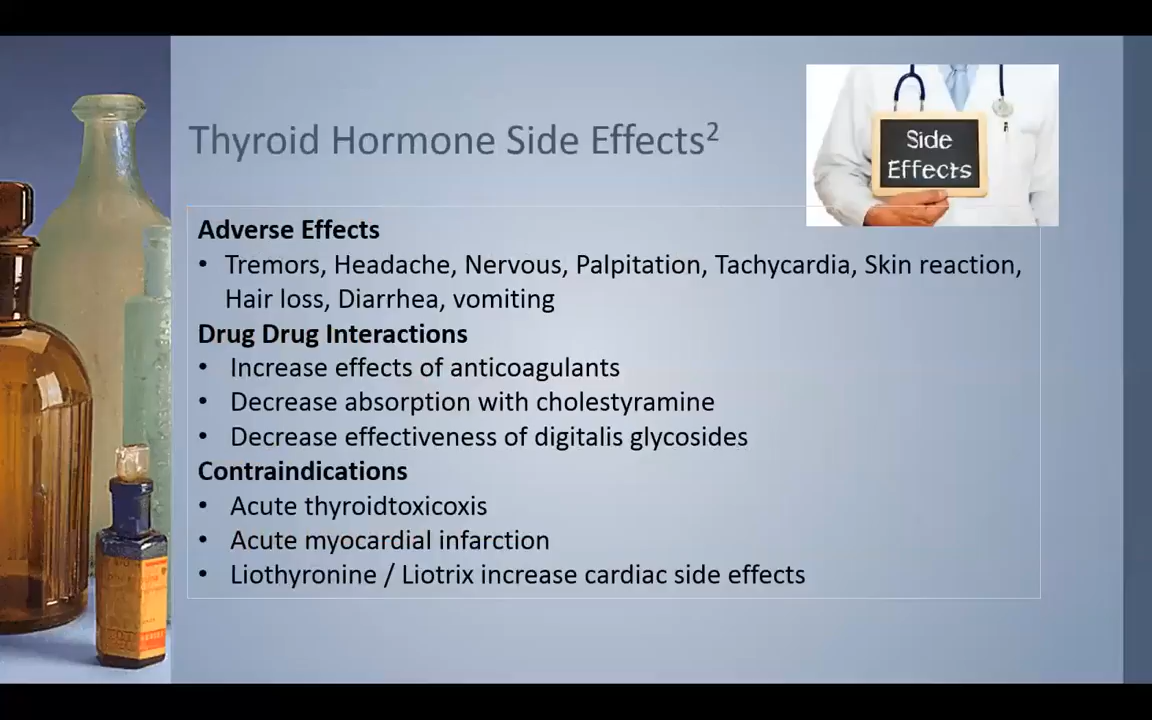 Thyroid Hormone Side Effects²
Side
Effects
Adverse Effects
• Tremors, Headache, Nervous, Palpitation, Tachycardia, Skin reaction,
Hair loss, Diarrhea, vomiting
Drug Drug Interactions
• Increase effects of anticoagulants
• Decrease absorption with cholestyramine
• Decrease effectiveness of digitalis glycosides
Contraindications
• Acute thyroidtoxicoxis
• Acute myocardial infarction
• Liothyronine / Liotrix increase cardiac side effects